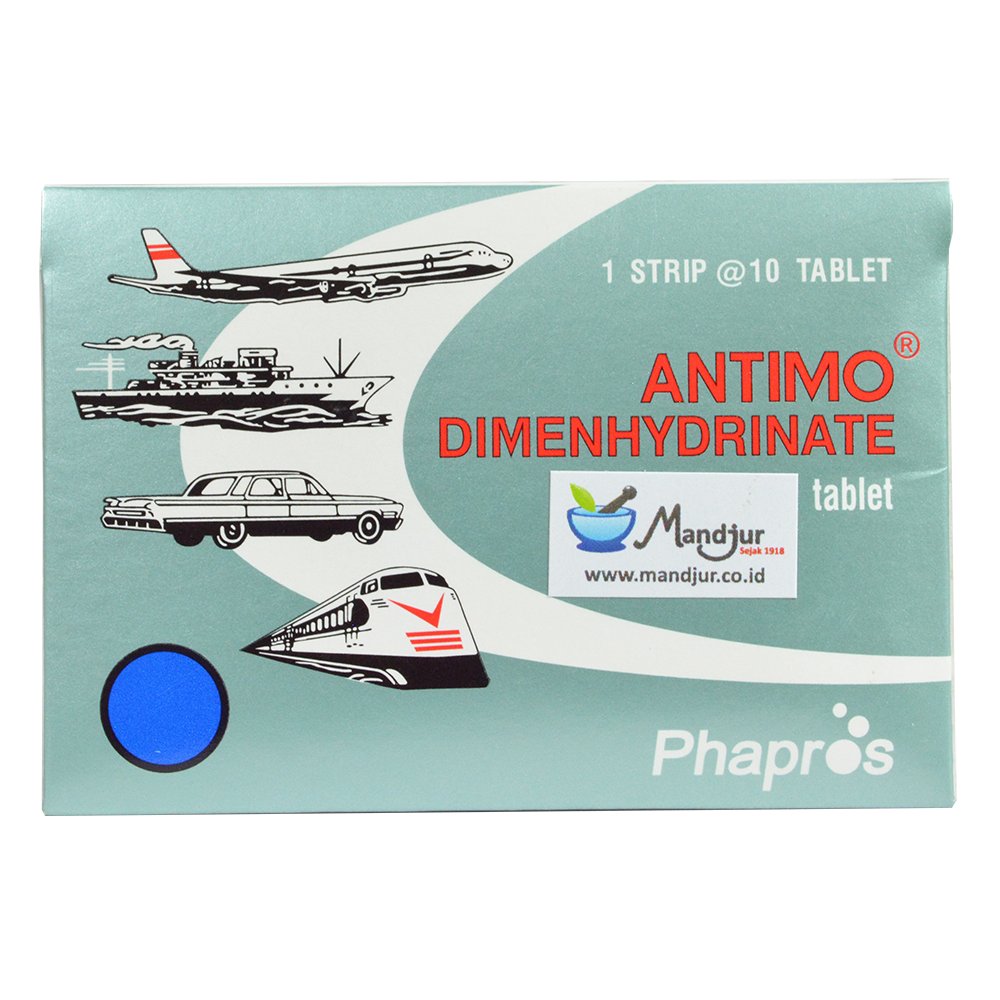 1 STRIP @ 10 TABLET
ANTIMO®
DIMENHYDRINATE
tablet
Mandjur
Sejak 1918
www.mandjur.co.id
Phapros